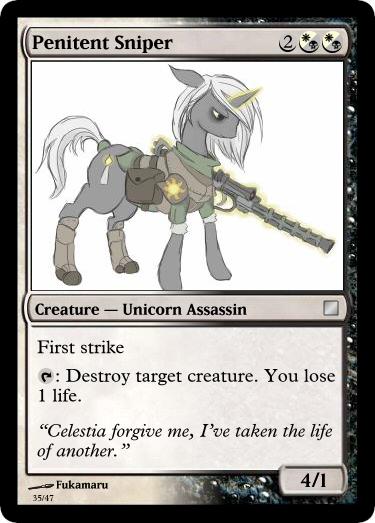 Penitent Sniper 2
Creature — Unicorn Assassin
First strike
: Destroy target creature. You lose
1 life.
“Celestia forgive me, I’ve taken the life
of another.”
Fukamaru
4/1
35/47